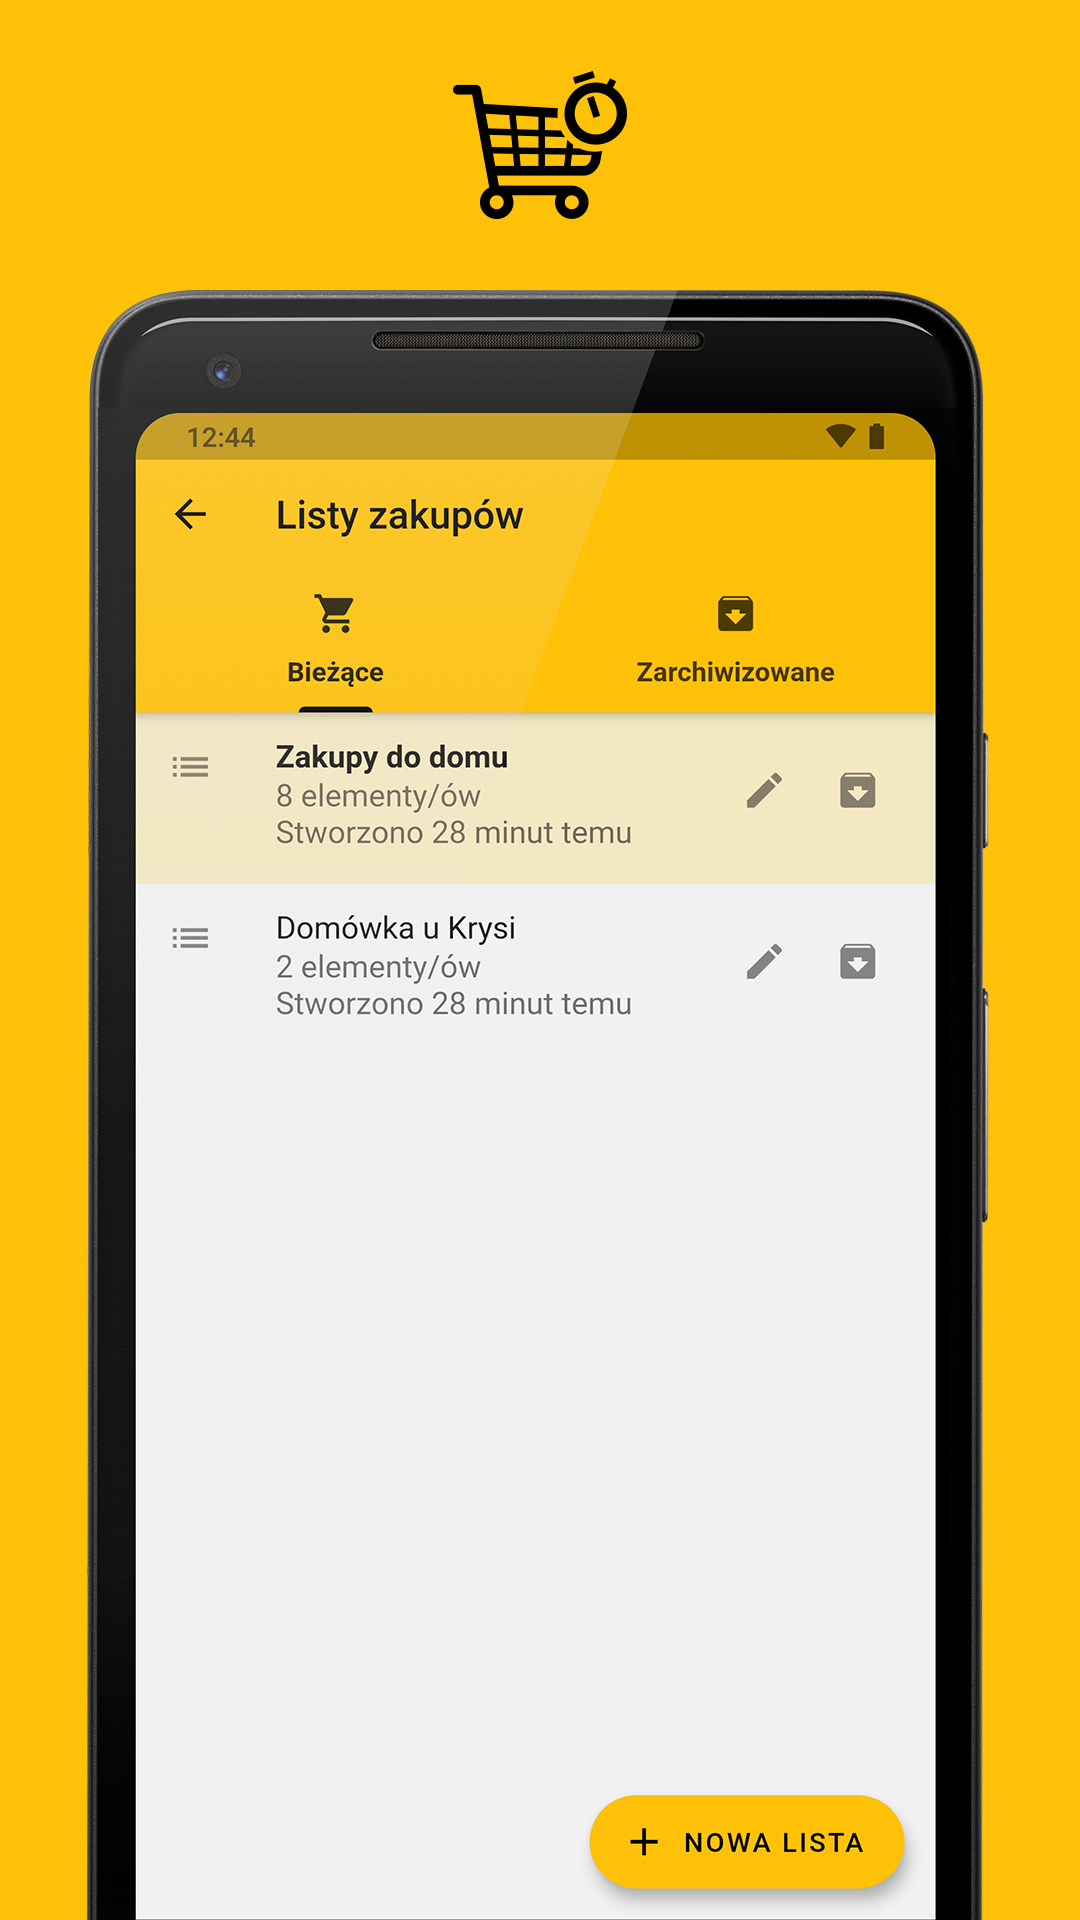 12:44
Listy zakupów
Bieżące
Zarchiwizowane
Zakupy do domu
8 elementy/ów
Stworzono 28 minut temu
Domówka u Krysi
2 elementy/ów
Stworzono 28 minut temu
NOWA LISTA